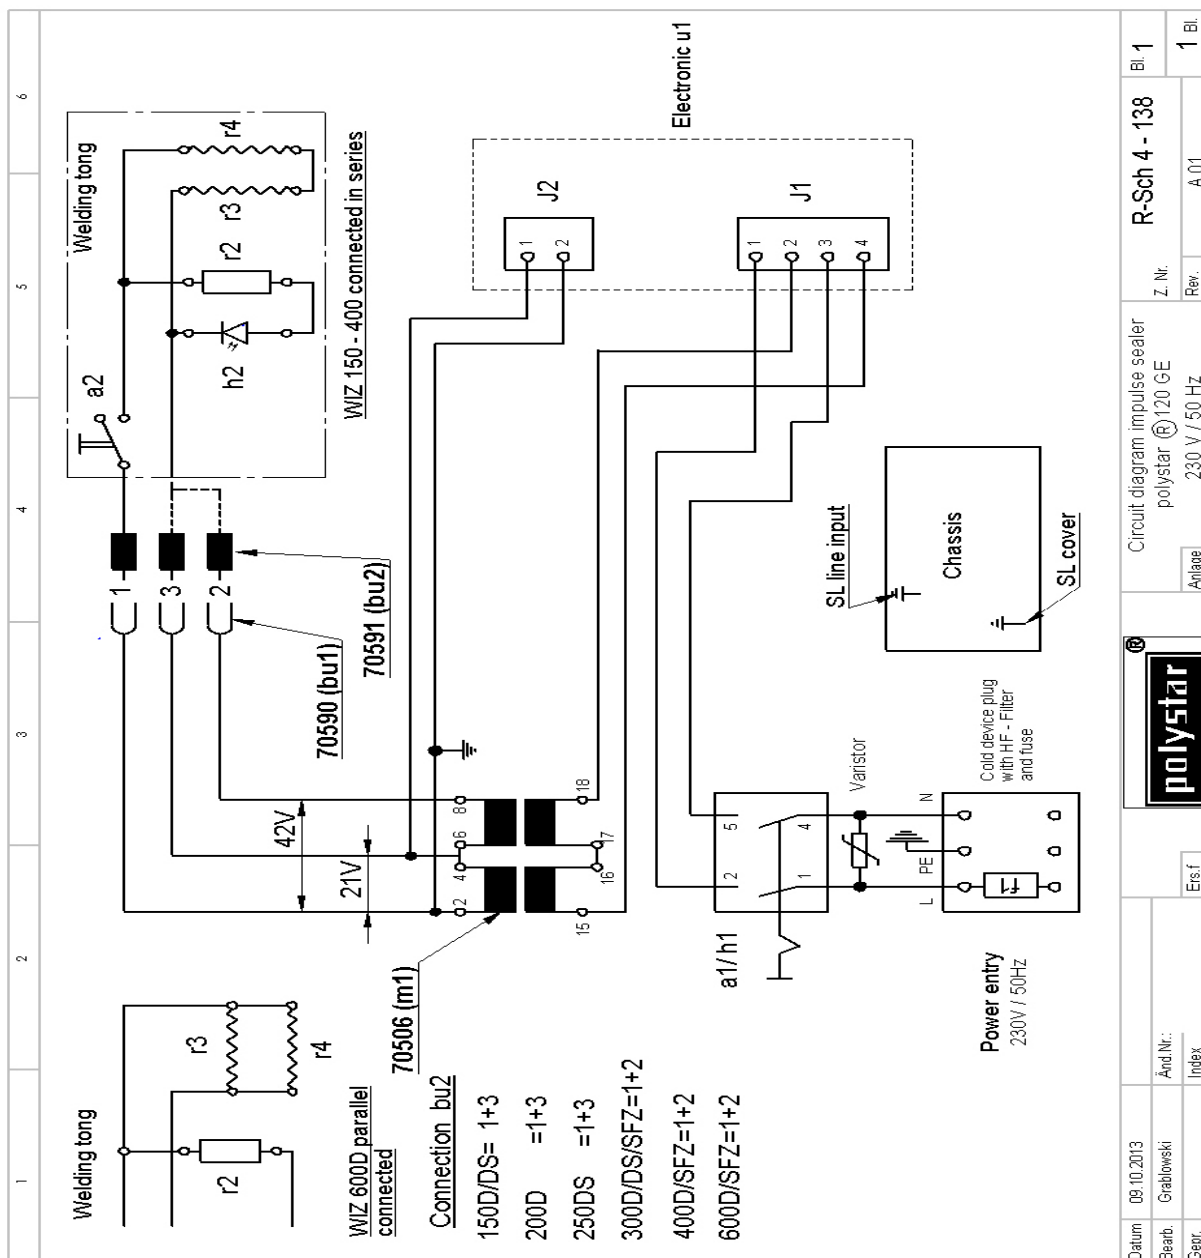 Welding tong
r2
r3
r4
WIZ 600D parallel
connected
Connection bu2
150D/DS= 1+3
200D =1+3
250DS =1+3
300D/DS/SFZ=1+2
400D/SFZ=1+2
600D/SFZ=1+2
70506 (m1)
42V
21V
2
4
6
8
15
16
17
18
70590 (bu1)
70591 (bu2)
1
3
2
a2
Welding tong
h2
r2
r3
r4
WIZ 150 - 400 connected in series
Electronic u1
J2
1
2
J1
1
2
3
4
a1/h1
2
5
1
4
Varistor
L
PE
N
f1
Power entry
230V / 50Hz
Cold device plug
with HF - Filter
and fuse
SL line input
Chassis
SL cover
1
2
3
4
5
6
Datum
09.10.2013
Bearb.
Grablowski
Gepr.
Änd.Nr.:
Index
Ers.f
polystar
®
Circuit diagram impulse sealer
polystar ® 120 GE
Anlage
230 V / 50 Hz
Z. Nr.
R-Sch 4 - 138
Rev.
A 01
Bl. 1
1 Bl.